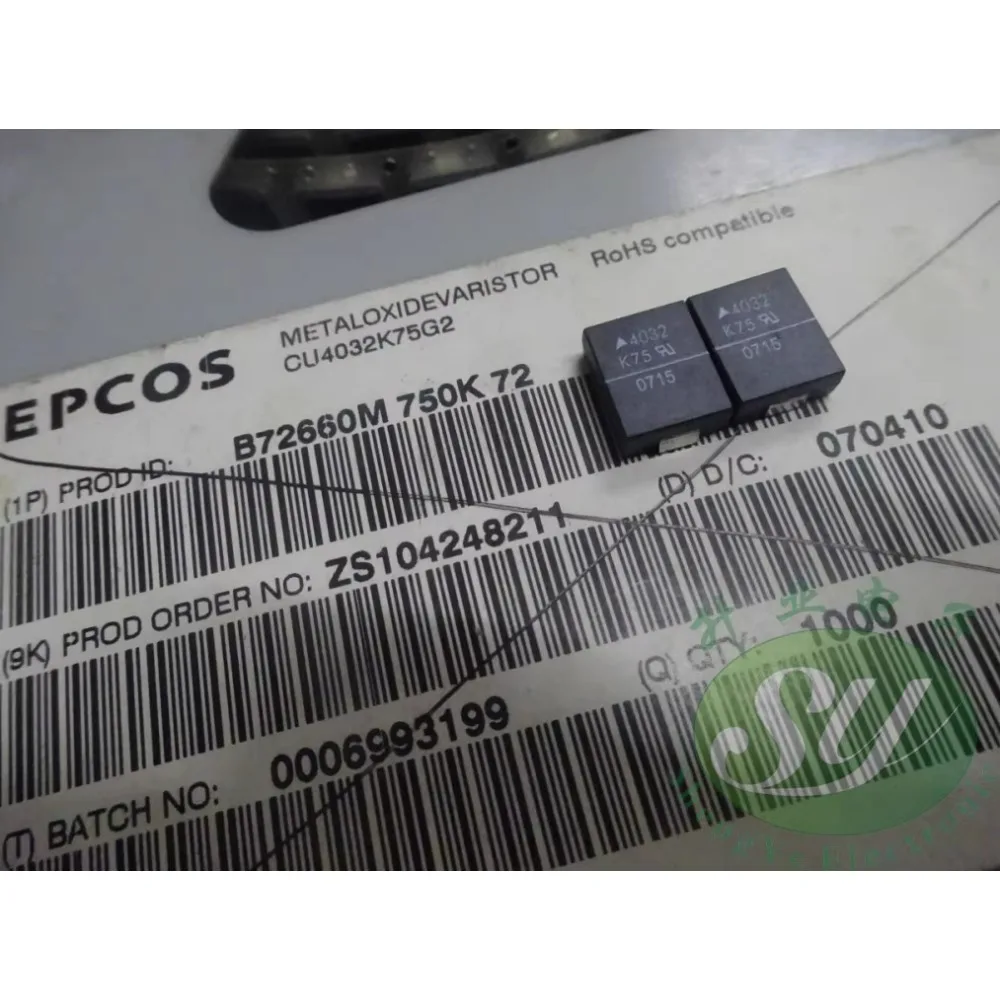 RoHS compatible
METALOXIDEVARISTOR
CU4032K75G2
EPCOS
4032
K75
0715
4032
K75
0715
(1P) PROD ID: B72660M 750K 72
(D) D/C: 070410
(9K) PROD ORDER NO: ZS104248211
(Q) QTY: 1000
(T) BATCH NO: 0006993199
SY